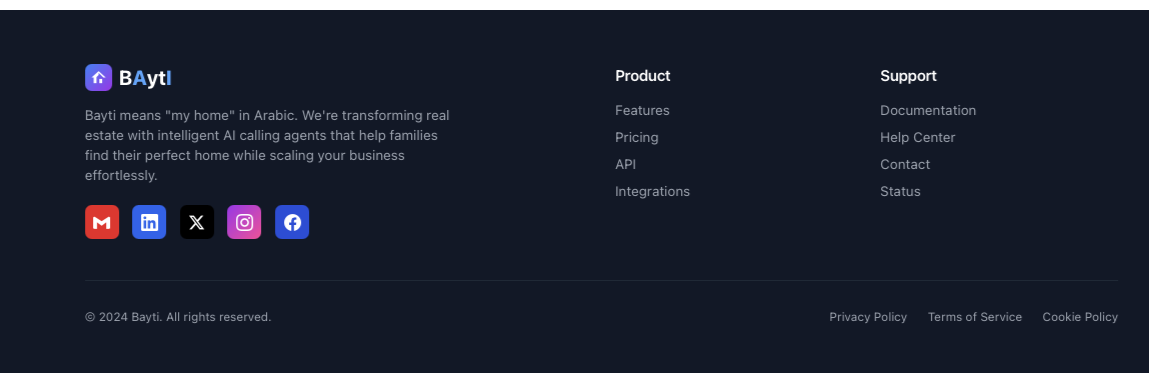 BAytI
Bayti means "my home" in Arabic. We're transforming real
estate with intelligent AI calling agents that help families
find their perfect home while scaling your business
effortlessly.
Product
Features
Pricing
API
Integrations
Support
Documentation
Help Center
Contact
Status
© 2024 Bayti. All rights reserved.
Privacy Policy Terms of Service Cookie Policy